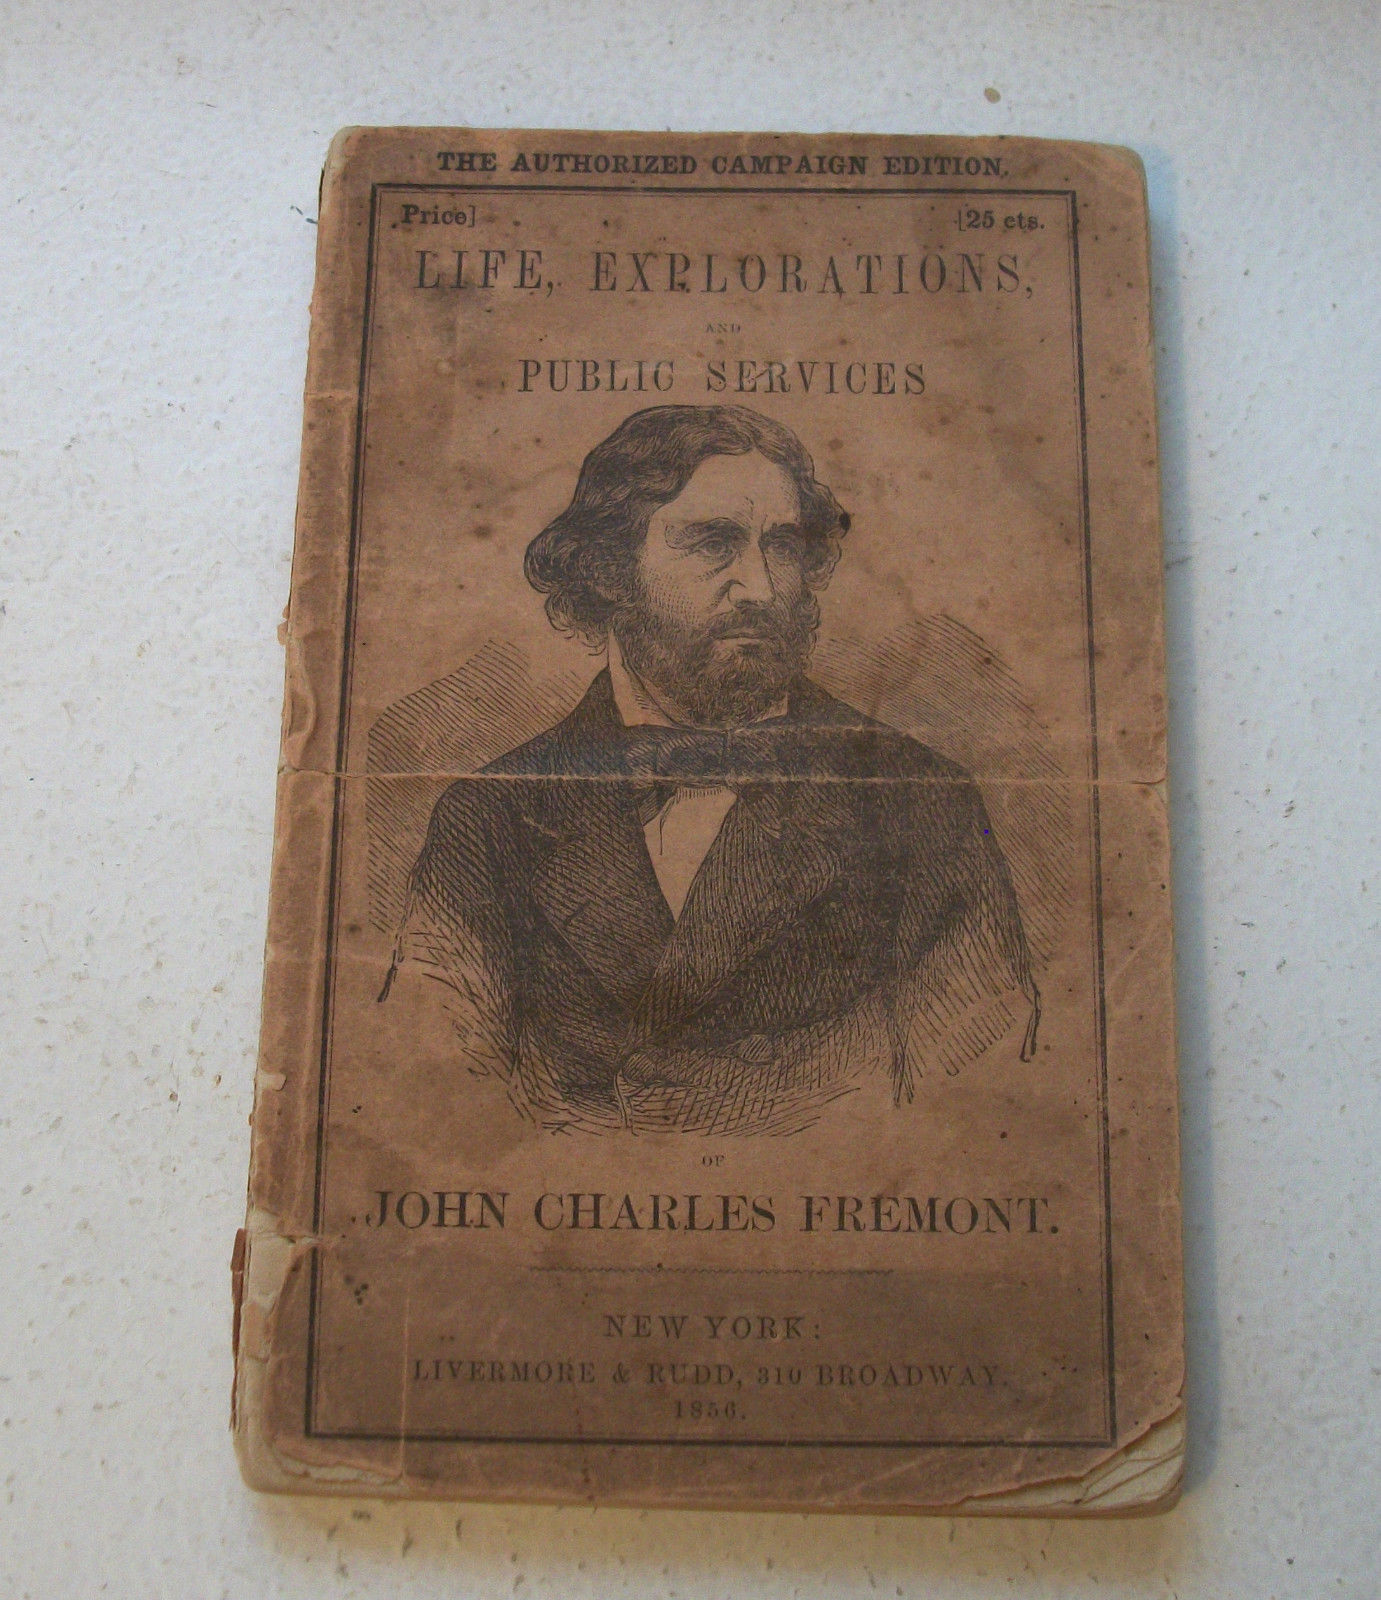 THE AUTHORIZED CAMPAIGN EDITION.
Price] [25 cts.
LIFE, EXPLORATIONS,
AND
PUBLIC SERVICES
OF
JOHN CHARLES FREMONT.
NEW YORK:
LIVERMORE & RUDD, 310 BROADWAY.
1856.